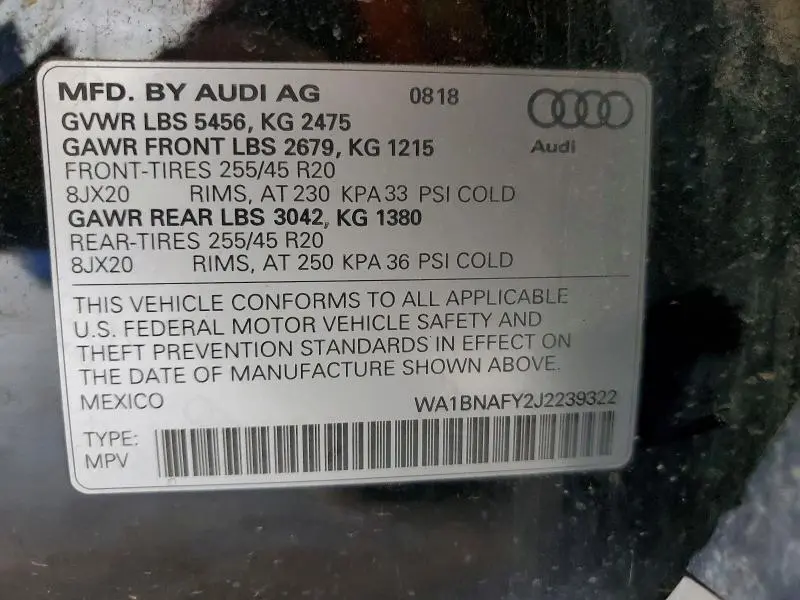 MFD. BY AUDI AG 0818
GVWR LBS 5456, KG 2475
GAWR FRONT LBS 2679, KG 1215
Audi
FRONT-TIRES 255/45 R20
8JX20 RIMS, AT 230 KPA 33 PSI COLD
GAWR REAR LBS 3042, KG 1380
REAR-TIRES 255/45 R20
8JX20 RIMS, AT 250 KPA 36 PSI COLD
THIS VEHICLE CONFORMS TO ALL APPLICABLE
U.S. FEDERAL MOTOR VEHICLE SAFETY AND
THEFT PREVENTION STANDARDS IN EFFECT ON
THE DATE OF MANUFACTURE SHOWN ABOVE.
MEXICO WA1BNAFY2J2239322
TYPE:
MPV